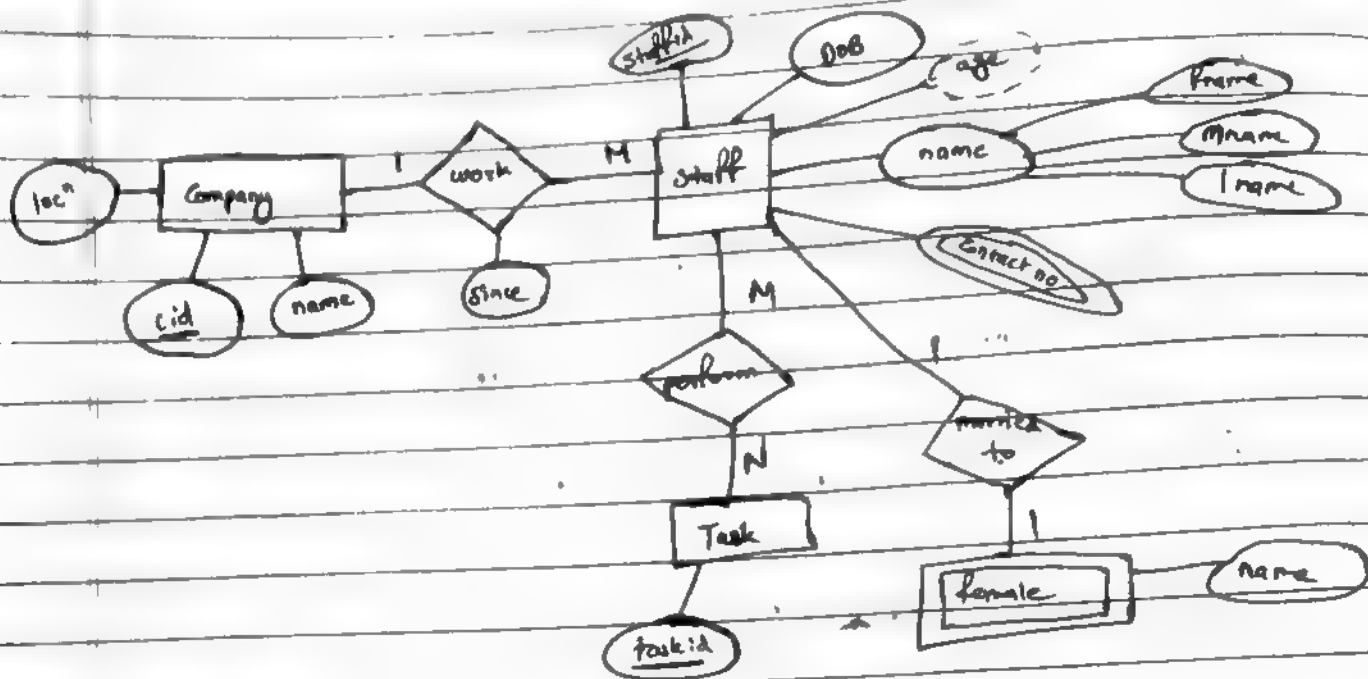 staffid
DOB
age
Fname
Mname
lname
name
locⁿ
Company
1
work
M
staff
contact no
cid
name
since
M
1
perform
married
to
N
1
Task
female
name
taskid